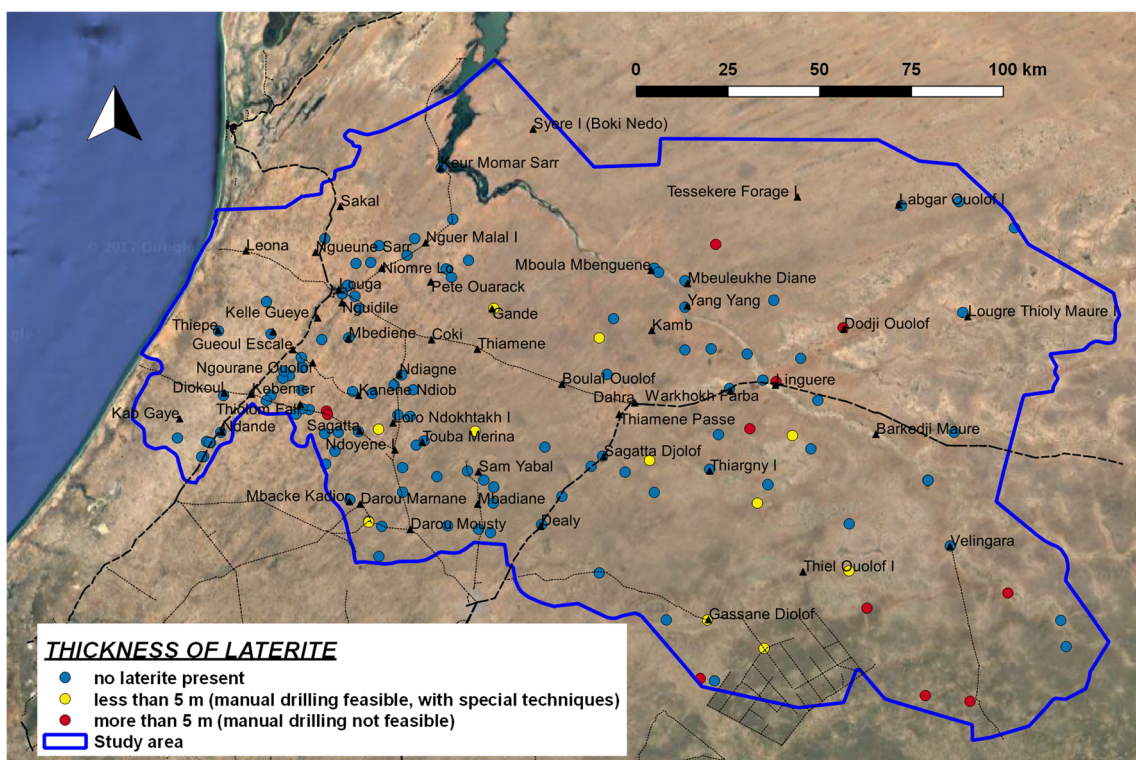 0 25 50 75 100 km
Syere I (Boki Nedo)
Keur Momar Sarr
Tessekere Forage I
Labgar Ouolof I
Sakal
Nguer Malal I
Leona
Ngueune Sarr
Niomre Lo
Mboula Mbenguene
Mbeuleukhe Diane
Pete Ouarack
Louga
Nguidile
Gande
Yang Yang
Kelle Gueye
Thiepe
Kamb
Dodji Ouolof
Lougre Thioly Maure I
Gueoul Escale
Mbediene
Coki
Thiamene
Ngourane Ouolof
Ndiagne
Boulal Ouolof
Linguere
Diokoul
Kebemer
Kanene Ndiob
Dahra
Warkhokh Farba
Kab Gaye
Thiolom Fall
Loro Ndokhtakh I
Thiamene Passe
Ndande
Sagatta
Barkedji Maure
Ndoyene I
Touba Merina
Sagatta Djolof
Sam Yabal
Thiargny I
Mbacke Kadior
Darou Marnane
Mbadiane
Darou Mousty
Dealy
Velingara
Thiel Ouolof I
Gassane Diolof
THICKNESS OF LATERITE
no laterite present
less than 5 m (manual drilling feasible, with special techniques)
more than 5 m (manual drilling not feasible)
Study area